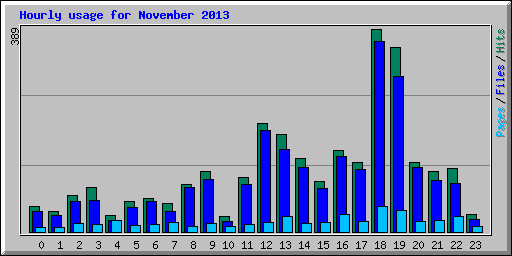 Hourly usage for November 2013
389
Pages/Files/Hits
0 1 2 3 4 5 6 7 8 9 10 11 12 13 14 15 16 17 18 19 20 21 22 23